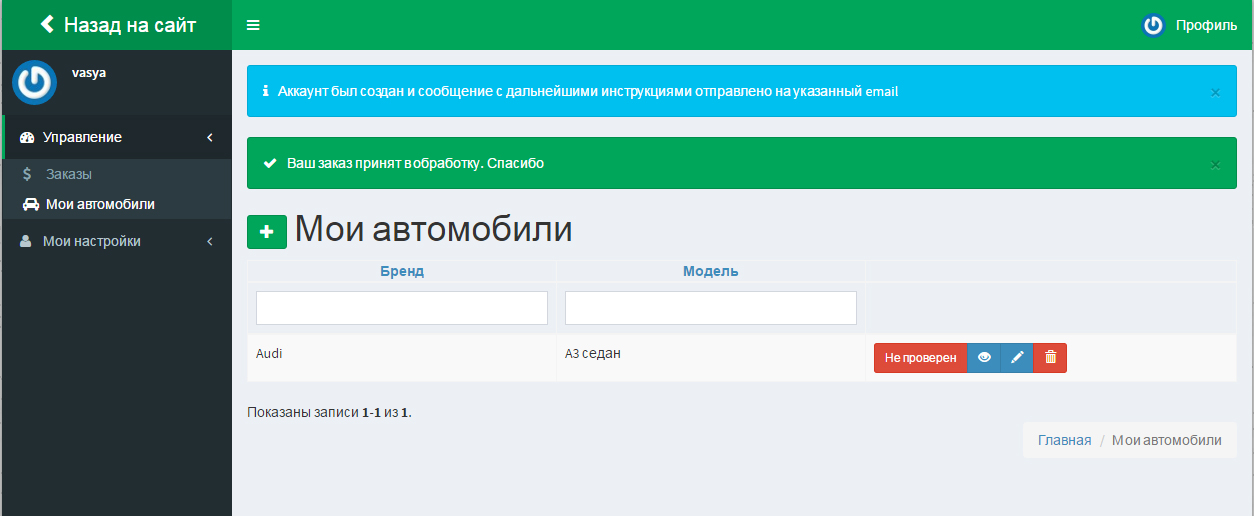 Назад на сайт
Профиль
vasya
Управление
Заказы
Мои автомобили
Мои настройки
Аккаунт был создан и сообщение с дальнейшими инструкциями отправлено на указанный email
×
Ваш заказ принят в обработку. Спасибо
×
Мои автомобили
Бренд Модель
Audi A3 седан Не проверен
Показаны записи 1-1 из 1.
Главная / Мои автомобили